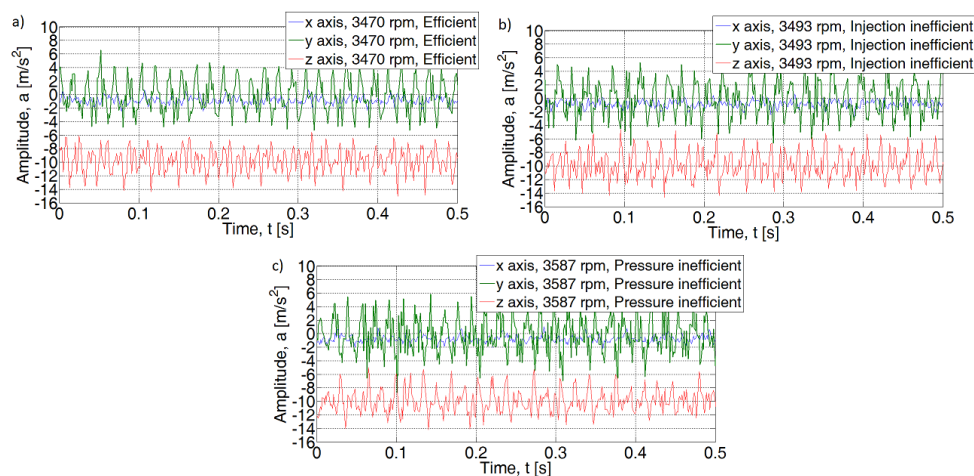 a)
x axis, 3470 rpm, Efficient
y axis, 3470 rpm, Efficient
z axis, 3470 rpm, Efficient
Amplitude, a [m/s²]
10
8
6
4
2
0
-2
-4
-6
-8
-10
-12
-14
-16
0 0.1 0.2 0.3 0.4 0.5
Time, t [s]
b)
x axis, 3493 rpm, Injection inefficient
y axis, 3493 rpm, Injection inefficient
z axis, 3493 rpm, Injection inefficient
Amplitude, a [m/s²]
10
8
6
4
2
0
-2
-4
-6
-8
-10
-12
-14
-16
0 0.1 0.2 0.3 0.4 0.5
Time, t [s]
c)
x axis, 3587 rpm, Pressure inefficient
y axis, 3587 rpm, Pressure inefficient
z axis, 3587 rpm, Pressure inefficient
Amplitude, a [m/s²]
10
8
6
4
2
0
-2
-4
-6
-8
-10
-12
-14
-16
0 0.1 0.2 0.3 0.4 0.5
Time, t [s]